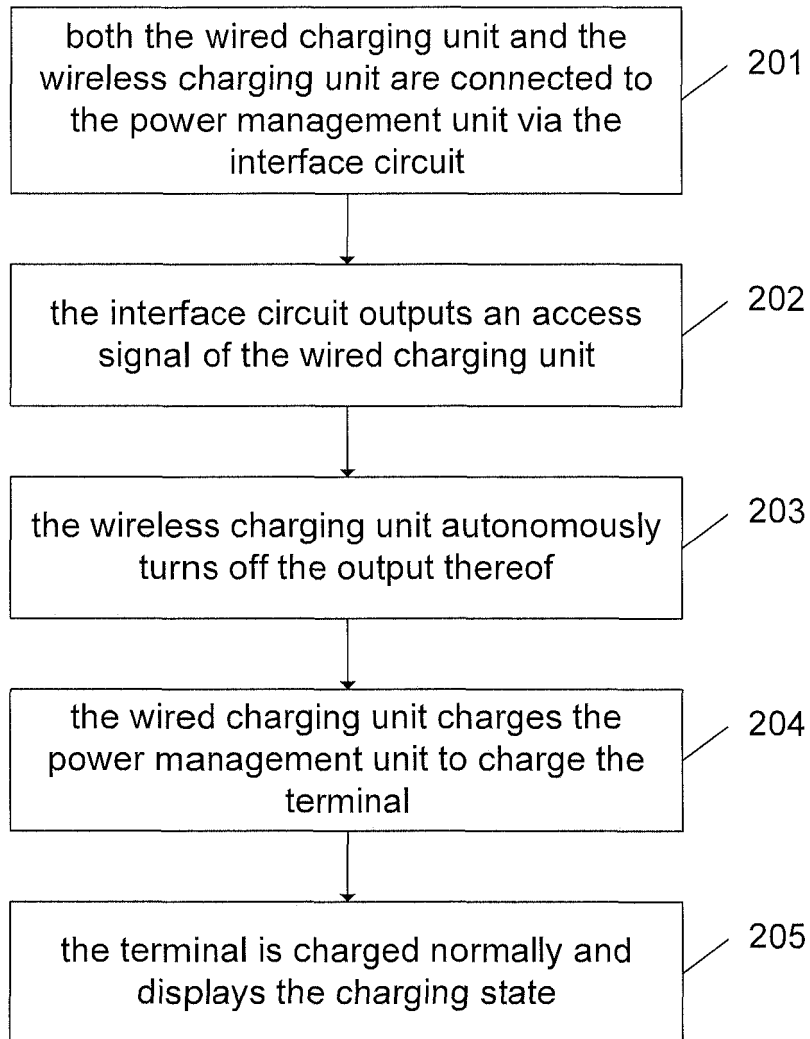 both the wired charging unit and the
wireless charging unit are connected to
the power management unit via the
interface circuit
201
the interface circuit outputs an access
signal of the wired charging unit
202
the wireless charging unit autonomously
turns off the output thereof
203
the wired charging unit charges the
power management unit to charge the
terminal
204
the terminal is charged normally and
displays the charging state
205